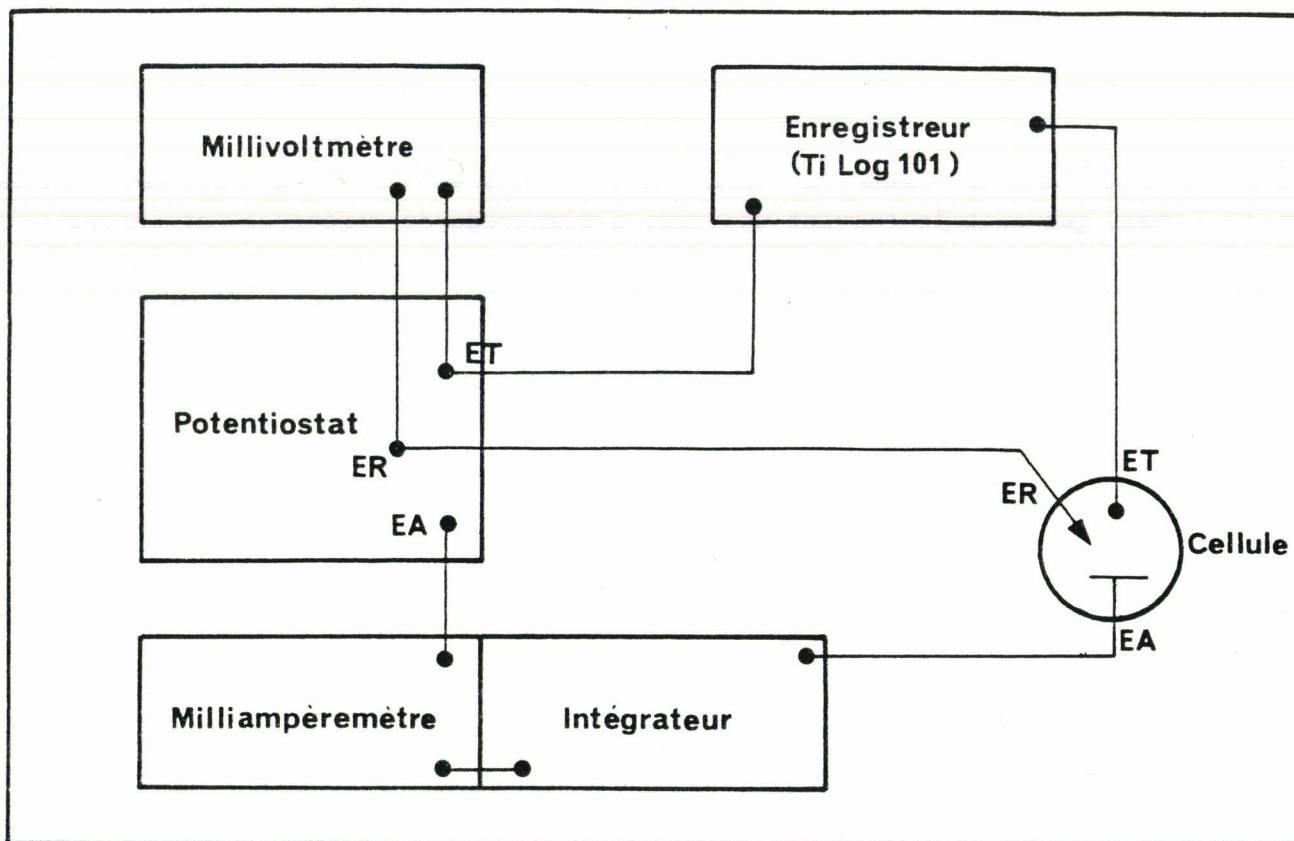 Millivoltmètre
Enregistreur
(Ti Log 101)
ET
Potentiostat
ER
EA
ET
ER
Cellule
EA
Milliampèremètre
Intégrateur